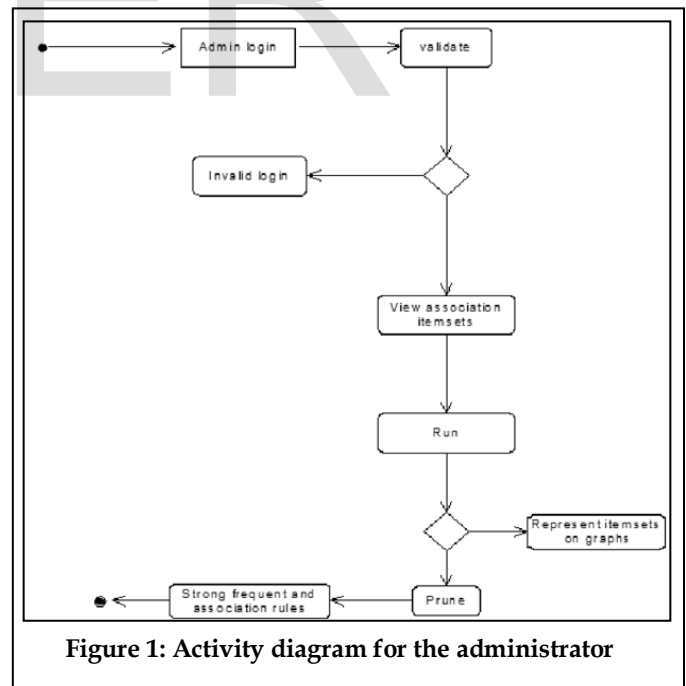 ER
Admin login
validate
Invalid login
View association
itemsets
Run
Represent itemsets
on graphs
Prune
Strong frequent and
association rules
Figure 1: Activity diagram for the administrator